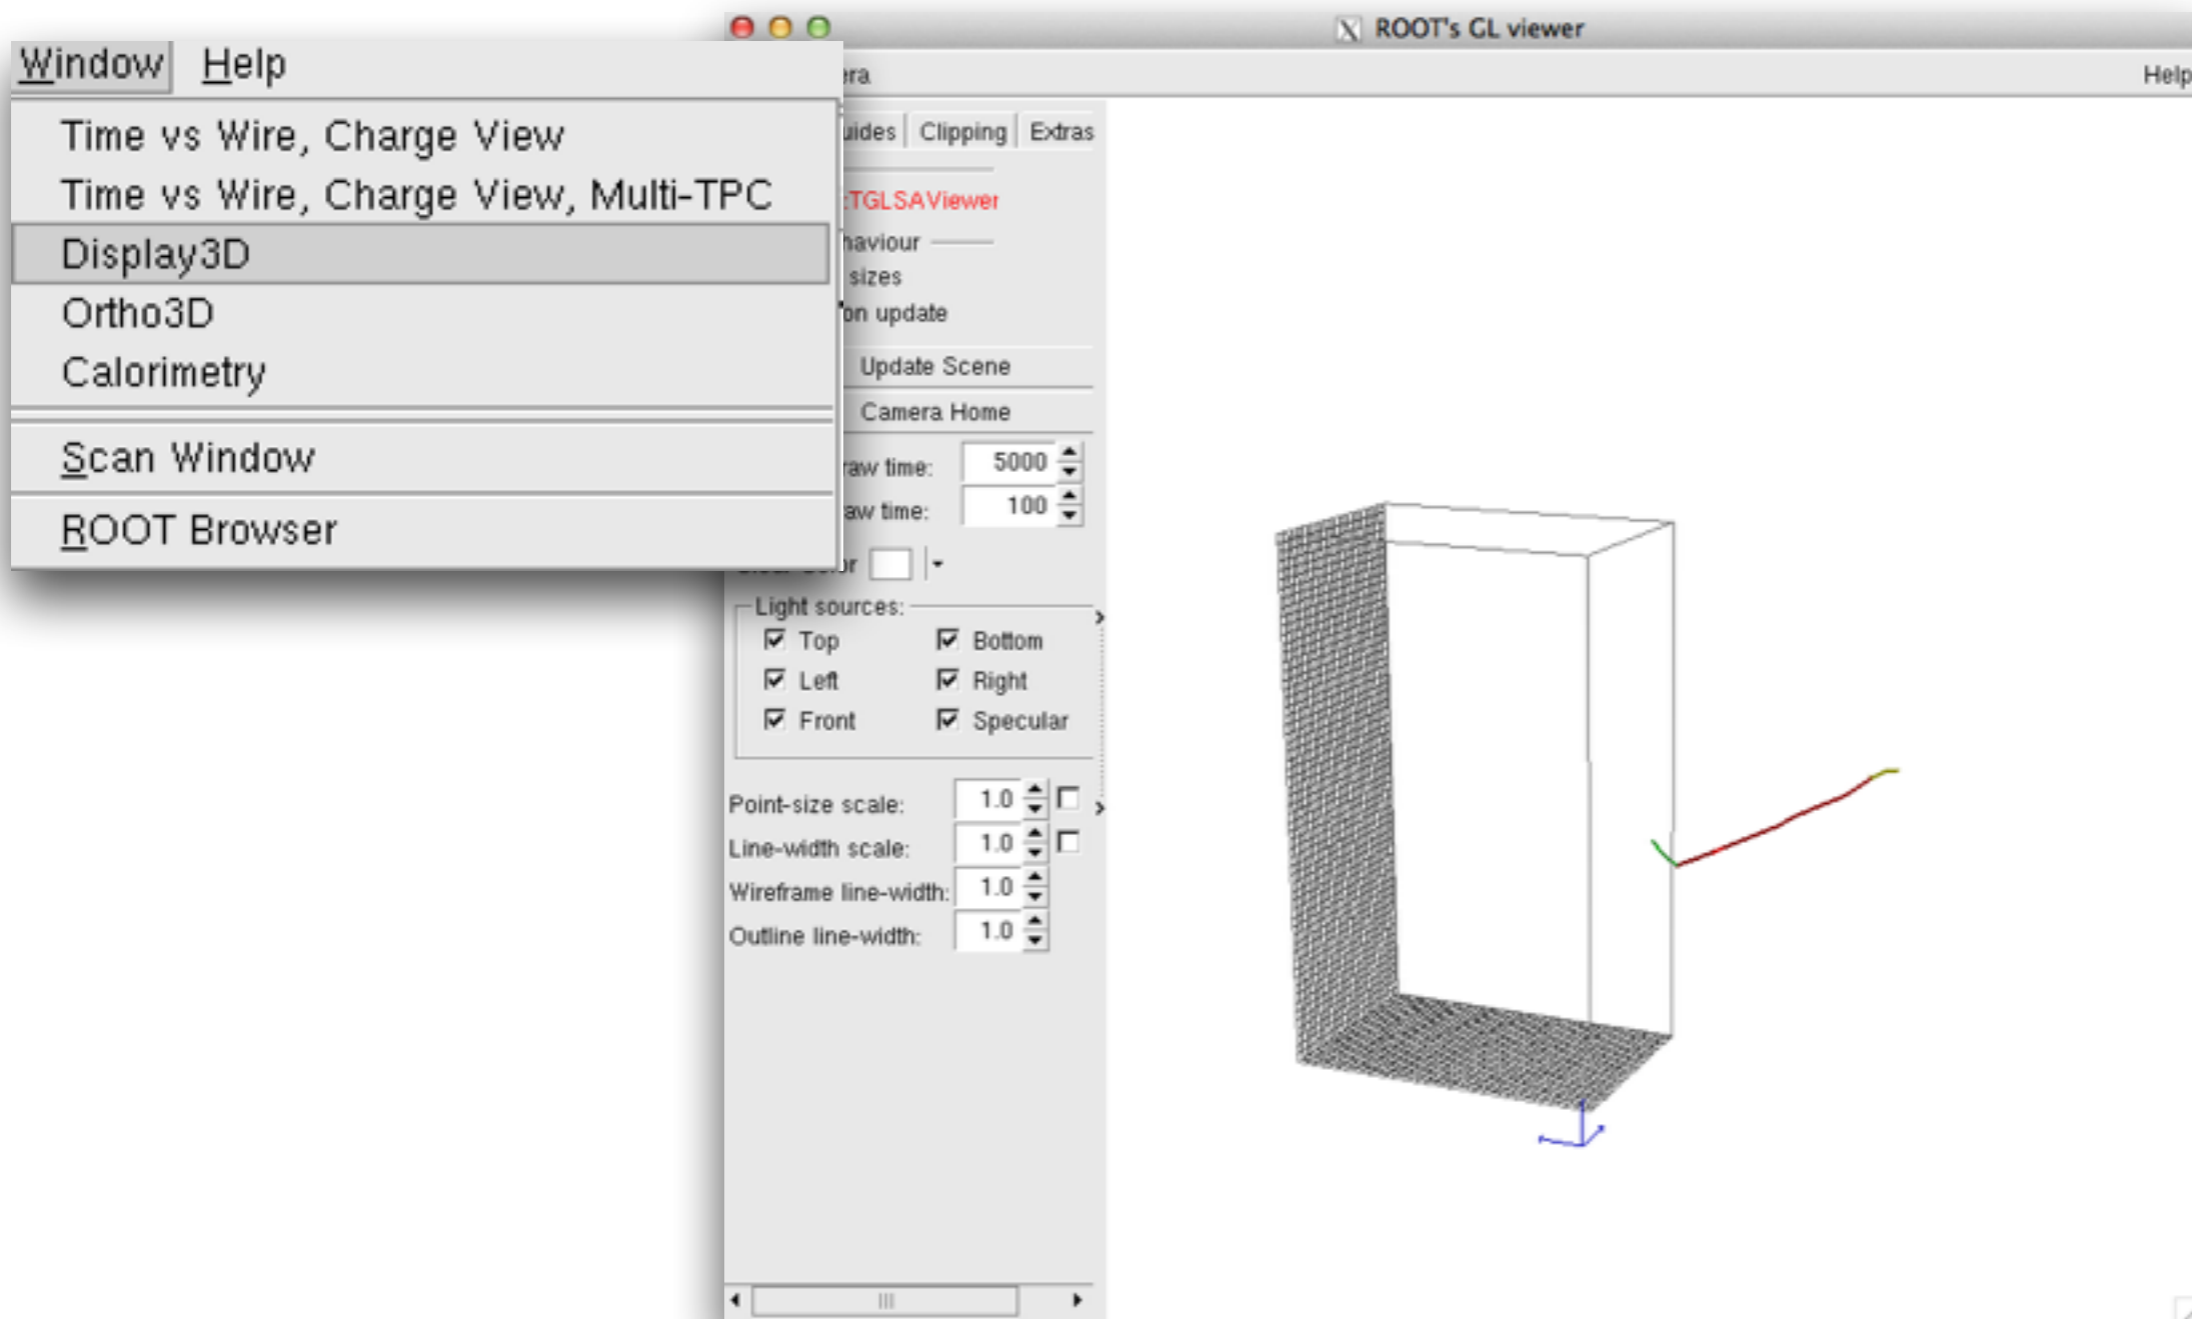 ROOT's GL viewer
Window Help
Help
Time vs Wire, Charge View
Time vs Wire, Charge View, Multi-TPC
Display3D
Ortho3D
Calorimetry
Scan Window
ROOT Browser
Clipping Extras
:TGLSAViewer
sizes
on update
Update Scene
Camera Home
time: 5000
time: 100
Light sources:
Top Bottom
Left Right
Front Specular
Point-size scale: 1.0
Line-width scale: 1.0
Wireframe line-width: 1.0
Outline line-width: 1.0